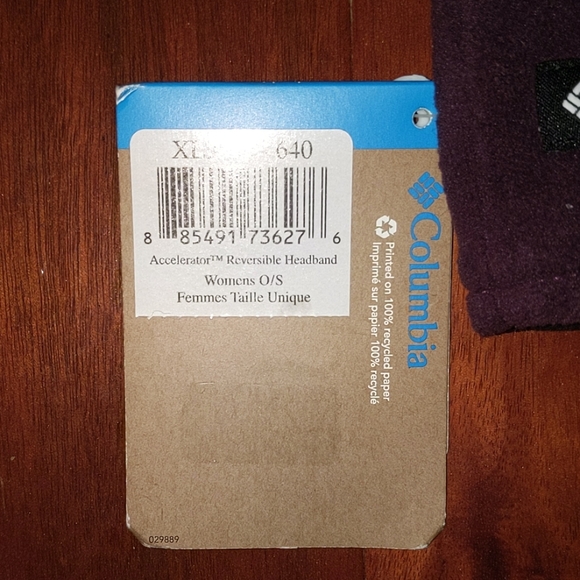 640
8 85491 73627 6
Accelerator™ Reversible Headband
Womens O/S
Femmes Taille Unique
Columbia
Printed on 100% recycled paper
Imprimé sur papier 100% recyclé
029889